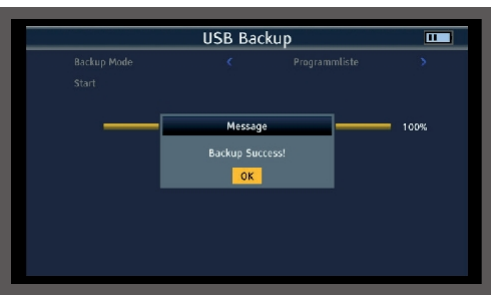 USB Backup
Backup Mode < Programmliste >
Start
100%
Message
Backup Success!
OK